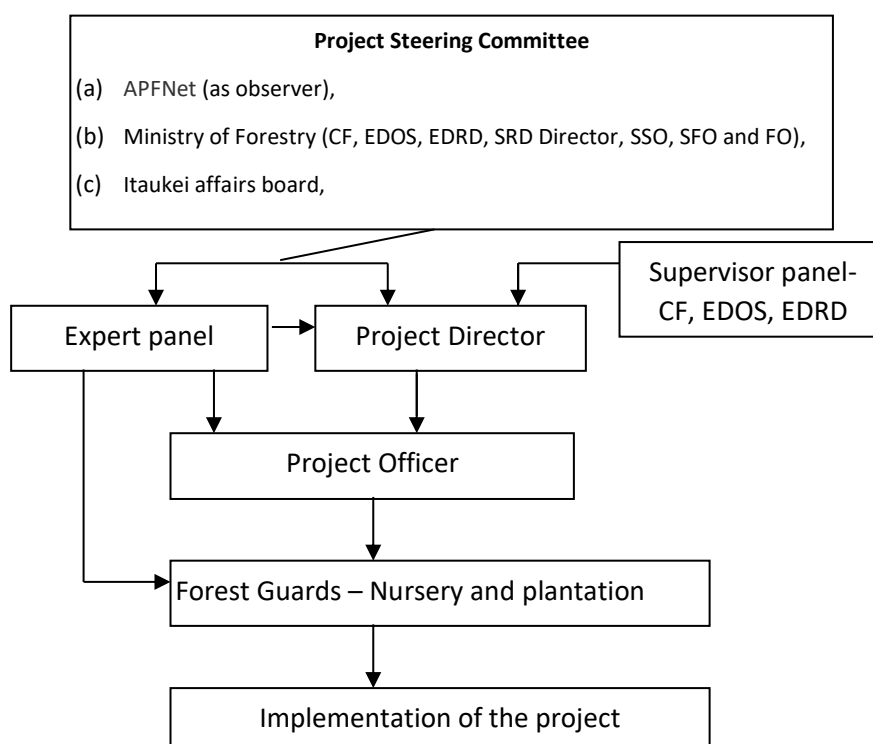 Project Steering Committee
(a) APFNet (as observer),
(b) Ministry of Forestry (CF, EDOS, EDRD, SRD Director, SSO, SFO and FO),
(c) Itaukei affairs board,
Supervisor panel-
CF, EDOS, EDRD
Expert panel
Project Director
Project Officer
Forest Guards – Nursery and plantation
Implementation of the project